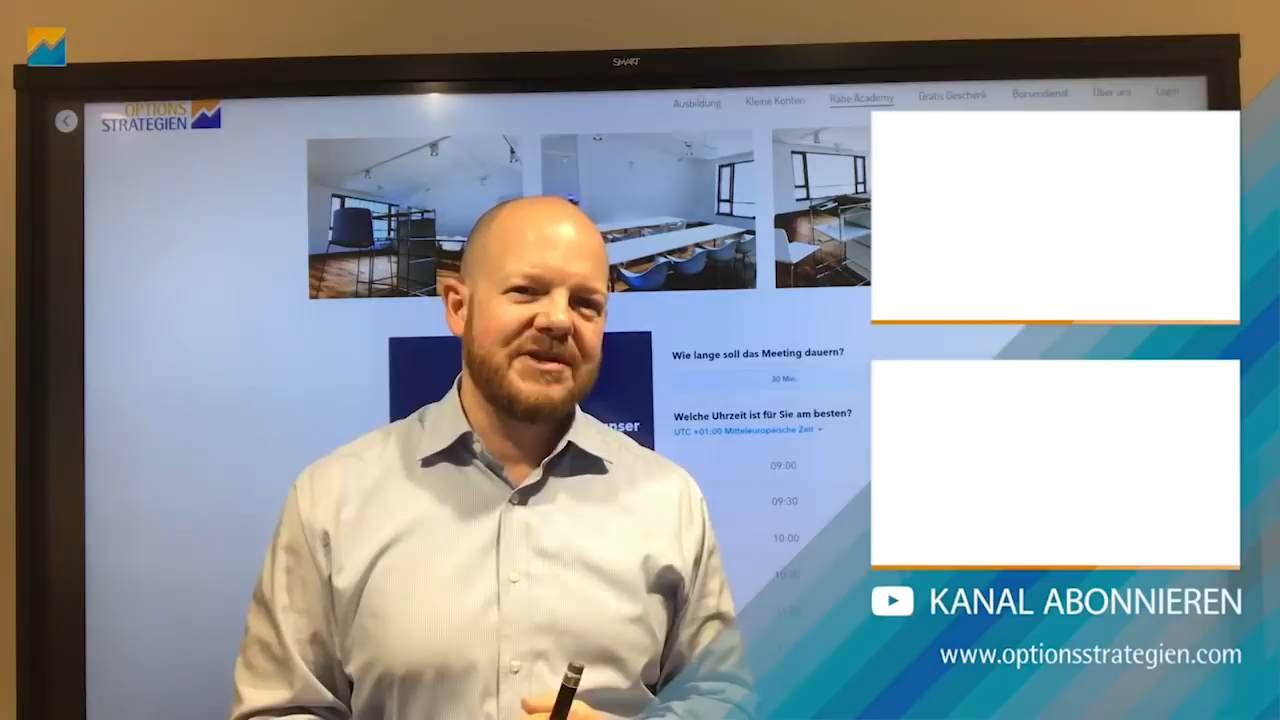 SMART
OPTIONS
STRATEGIEN
Ausbildung
Kleine Konten
Rabe Academy
Gratis Geschenk
Börsendienst
Über uns
Login
Wie lange soll das Meeting dauern?
30 Min.
Welche Uhrzeit ist für Sie am besten?
UTC +01:00 Mitteleuropäische Zeit
09:00
09:30
10:00
10:30
KANAL ABONNIEREN
www.optionsstrategien.com